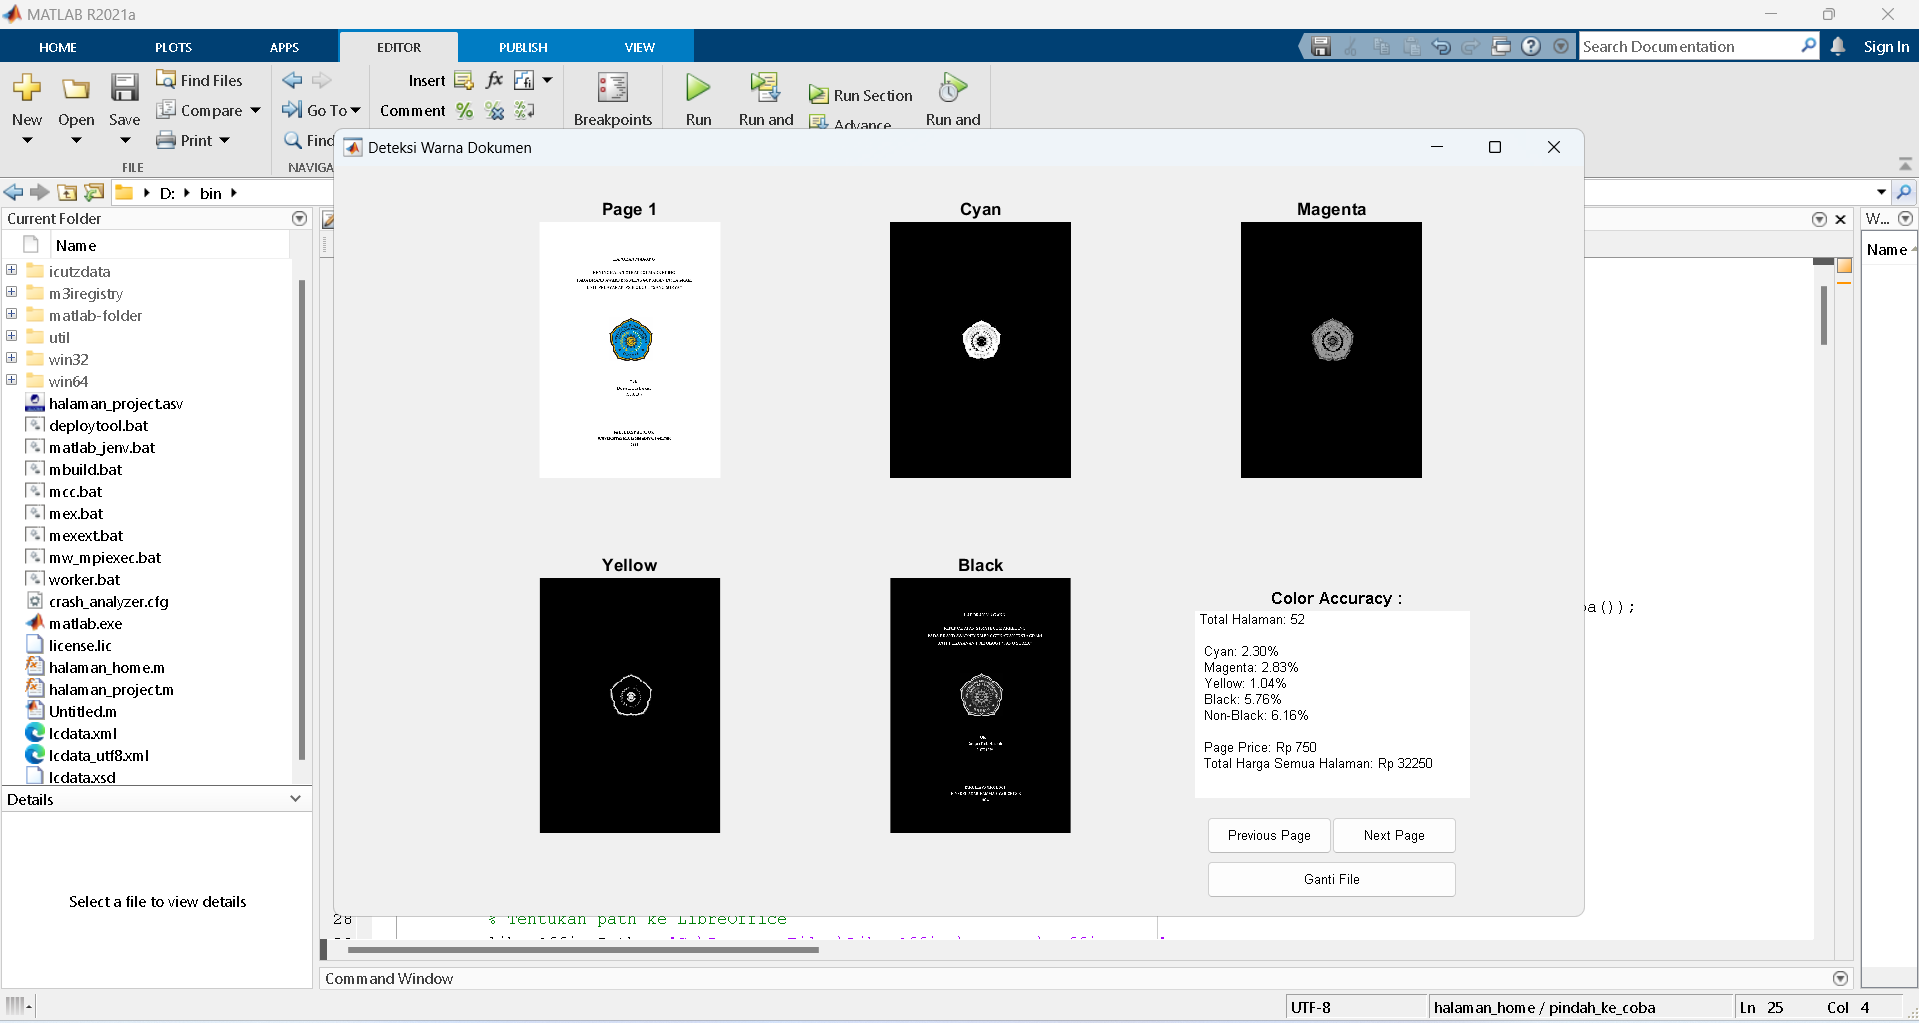 MATLAB R2021a
HOME
PLOTS
APPS
EDITOR
PUBLISH
VIEW
Search Documentation
Sign In
New
Open
Save
Find Files
Compare
Print
FILE
Go To
Find
NAVIGA
Insert
fx
Comment
Breakpoints
Run
Run and
Run Section
Advance
Run and
D:
bin
Current Folder
Name
icutzdata
m3iregistry
matlab-folder
util
win32
win64
halaman_project.asv
deploytool.bat
matlab_jenv.bat
mbuild.bat
mcc.bat
mex.bat
mexext.bat
mw_mpiexec.bat
worker.bat
crash_analyzer.cfg
matlab.exe
license.lic
halaman_home.m
halaman_project.m
Untitled.m
lcdata.xml
lcdata_utf8.xml
lcdata.xsd
Details
Select a file to view details
W...
Name
Deteksi Warna Dokumen
Page 1
Cyan
Magenta
Yellow
Black
Color Accuracy :
Total Halaman: 52
Cyan: 2.30%
Magenta: 2.83%
Yellow: 1.04%
Black: 5.76%
Non-Black: 6.16%
Page Price: Rp 750
Total Harga Semua Halaman: Rp 32250
Previous Page
Next Page
Ganti File
a());
28
% Tentukan path ke LibreOffice
Command Window
UTF-8
halaman_home / pindah_ke_coba
Ln 25
Col 4